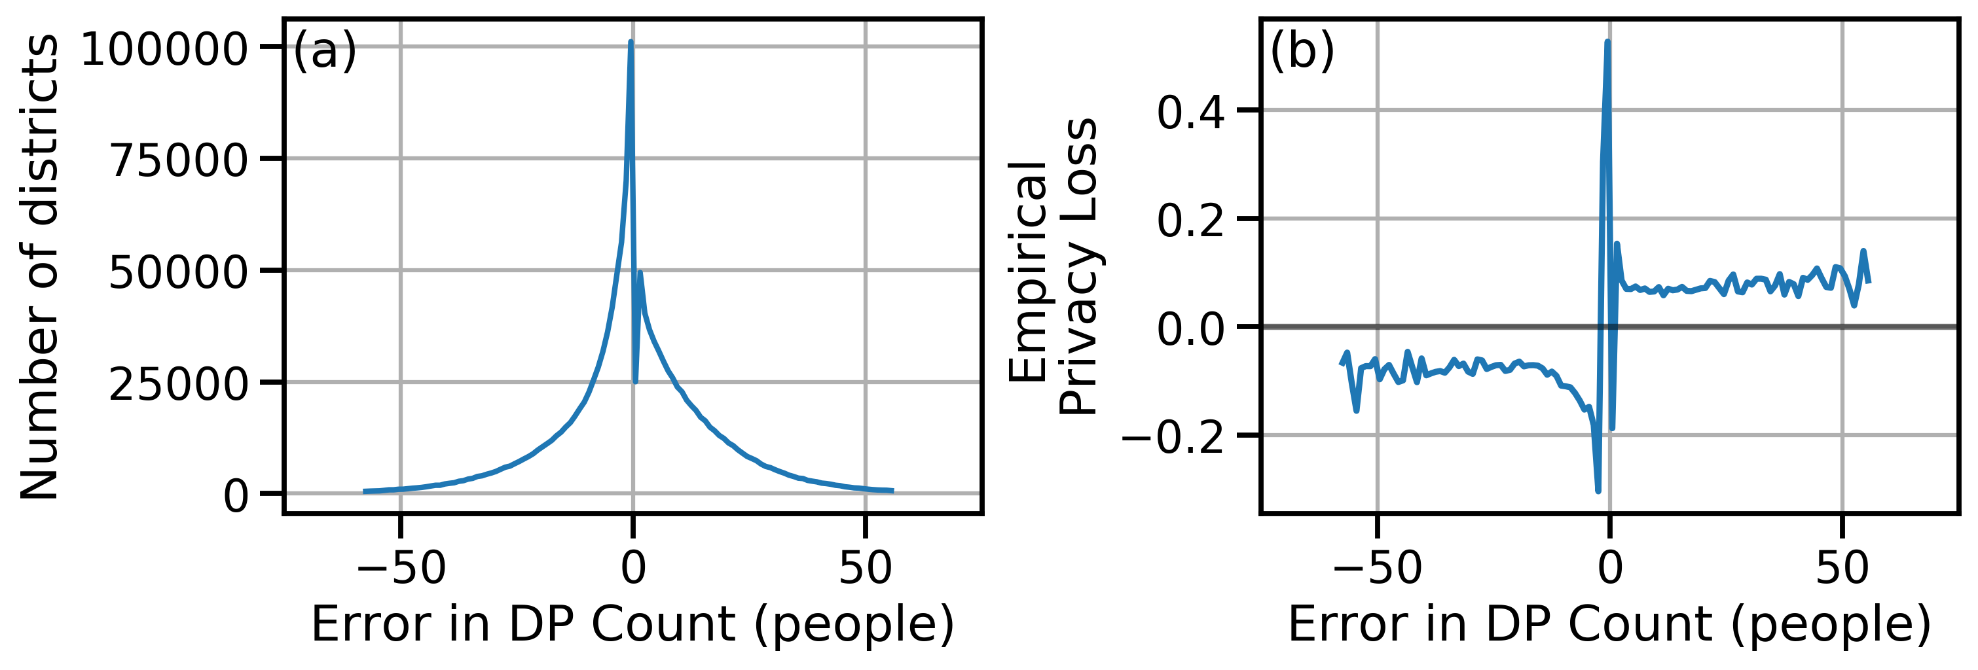 (a)
Number of districts
100000
75000
50000
25000
0
−50 0 50
Error in DP Count (people)
(b)
Empirical
Privacy Loss
0.4
0.2
0.0
−0.2
−50 0 50
Error in DP Count (people)